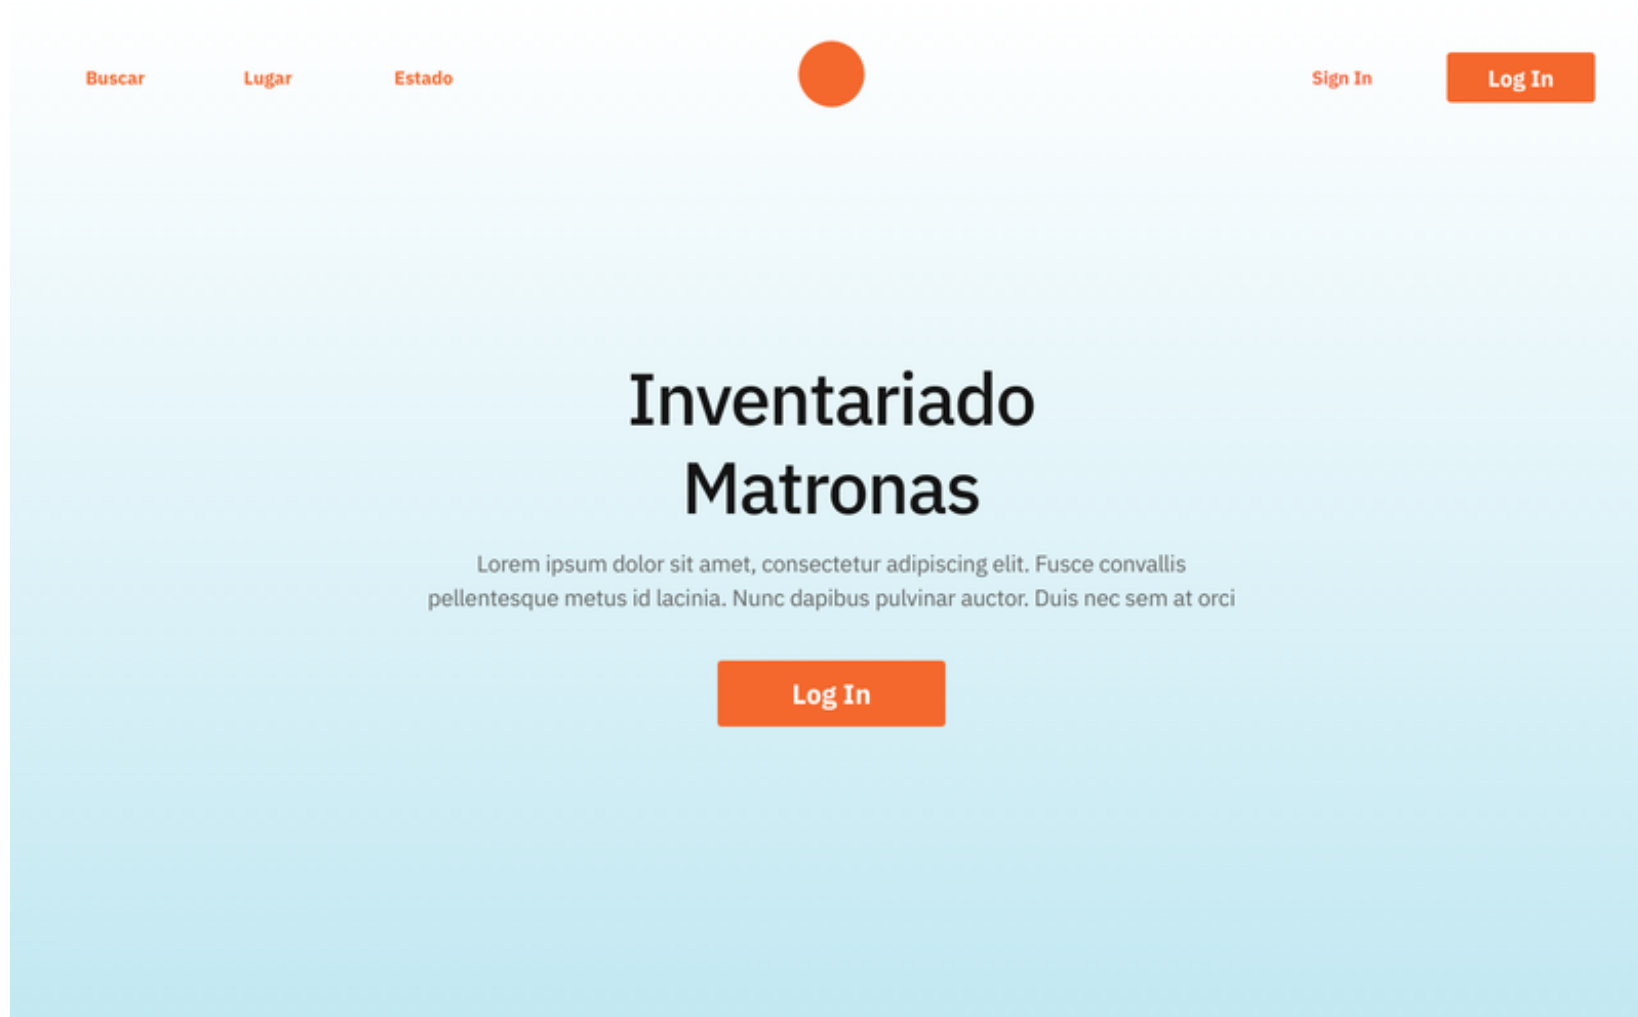 Buscar Lugar Estado Sign In Log In
Inventariado
Matronas
Lorem ipsum dolor sit amet, consectetur adipiscing elit. Fusce convallis
pellentesque metus id lacinia. Nunc dapibus pulvinar auctor. Duis nec sem at orci
Log In